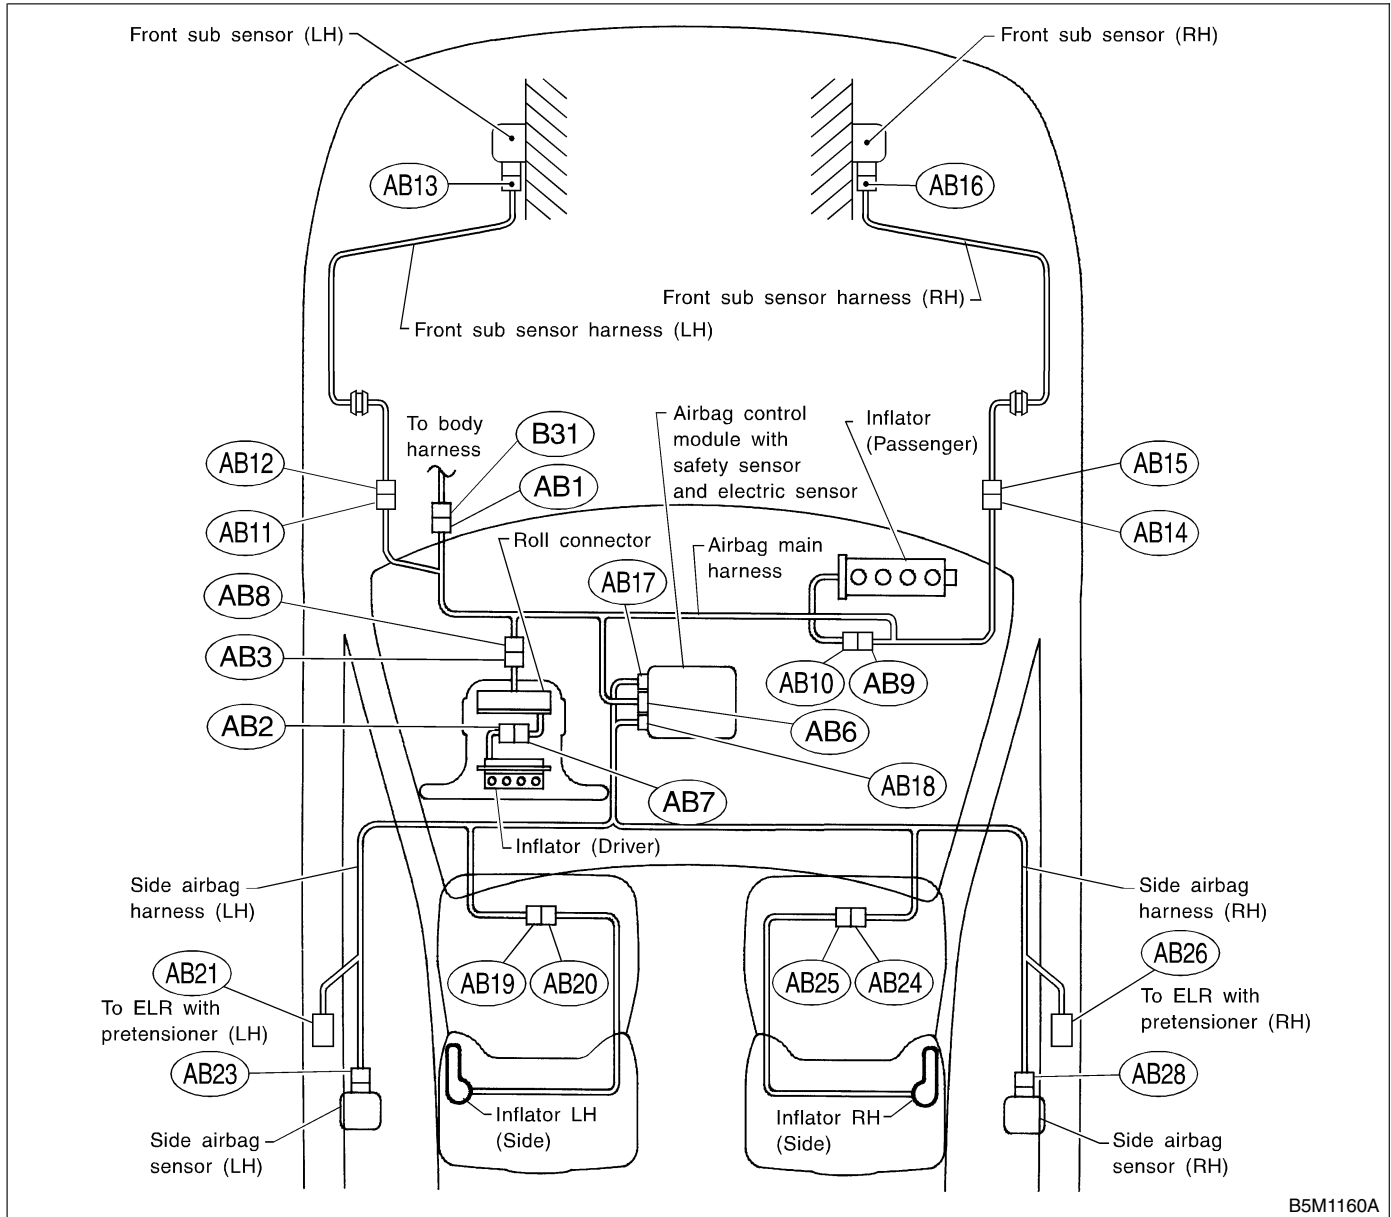 Front sub sensor (LH)
Front sub sensor (RH)
AB13
AB16
Front sub sensor harness (RH)
Front sub sensor harness (LH)
To body
harness
B31
AB1
Airbag control
module with
safety sensor
and electric sensor
Inflator
(Passenger)
AB12
AB11
AB15
AB14
Roll connector
Airbag main
harness
AB17
AB8
AB3
AB10
AB9
AB2
AB6
AB18
AB7
Inflator (Driver)
Side airbag
harness (LH)
Side airbag
harness (RH)
AB21
To ELR with
pretensioner (LH)
AB19
AB20
AB25
AB24
AB26
To ELR with
pretensioner (RH)
AB23
AB28
Inflator LH
(Side)
Inflator RH
(Side)
Side airbag
sensor (LH)
Side airbag
sensor (RH)
B5M1160A